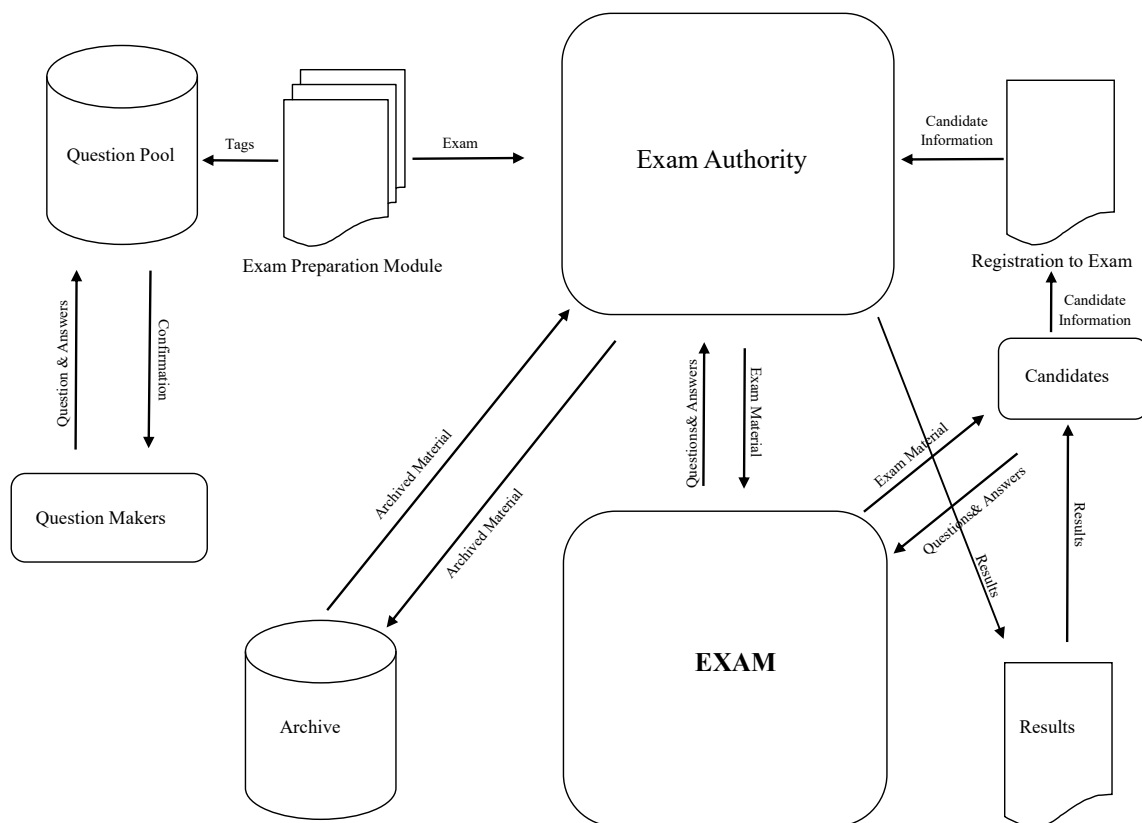 Question Pool
Tags
Exam
Exam Authority
Candidate
Information
Exam Preparation Module
Registration to Exam
Candidate
Information
Question & Answers
Confirmation
Candidates
Archived Material
Archived Material
Questions& Answers
Exam Material
Exam Material
Questions& Answers
Results
Results
Question Makers
EXAM
Archive
Results